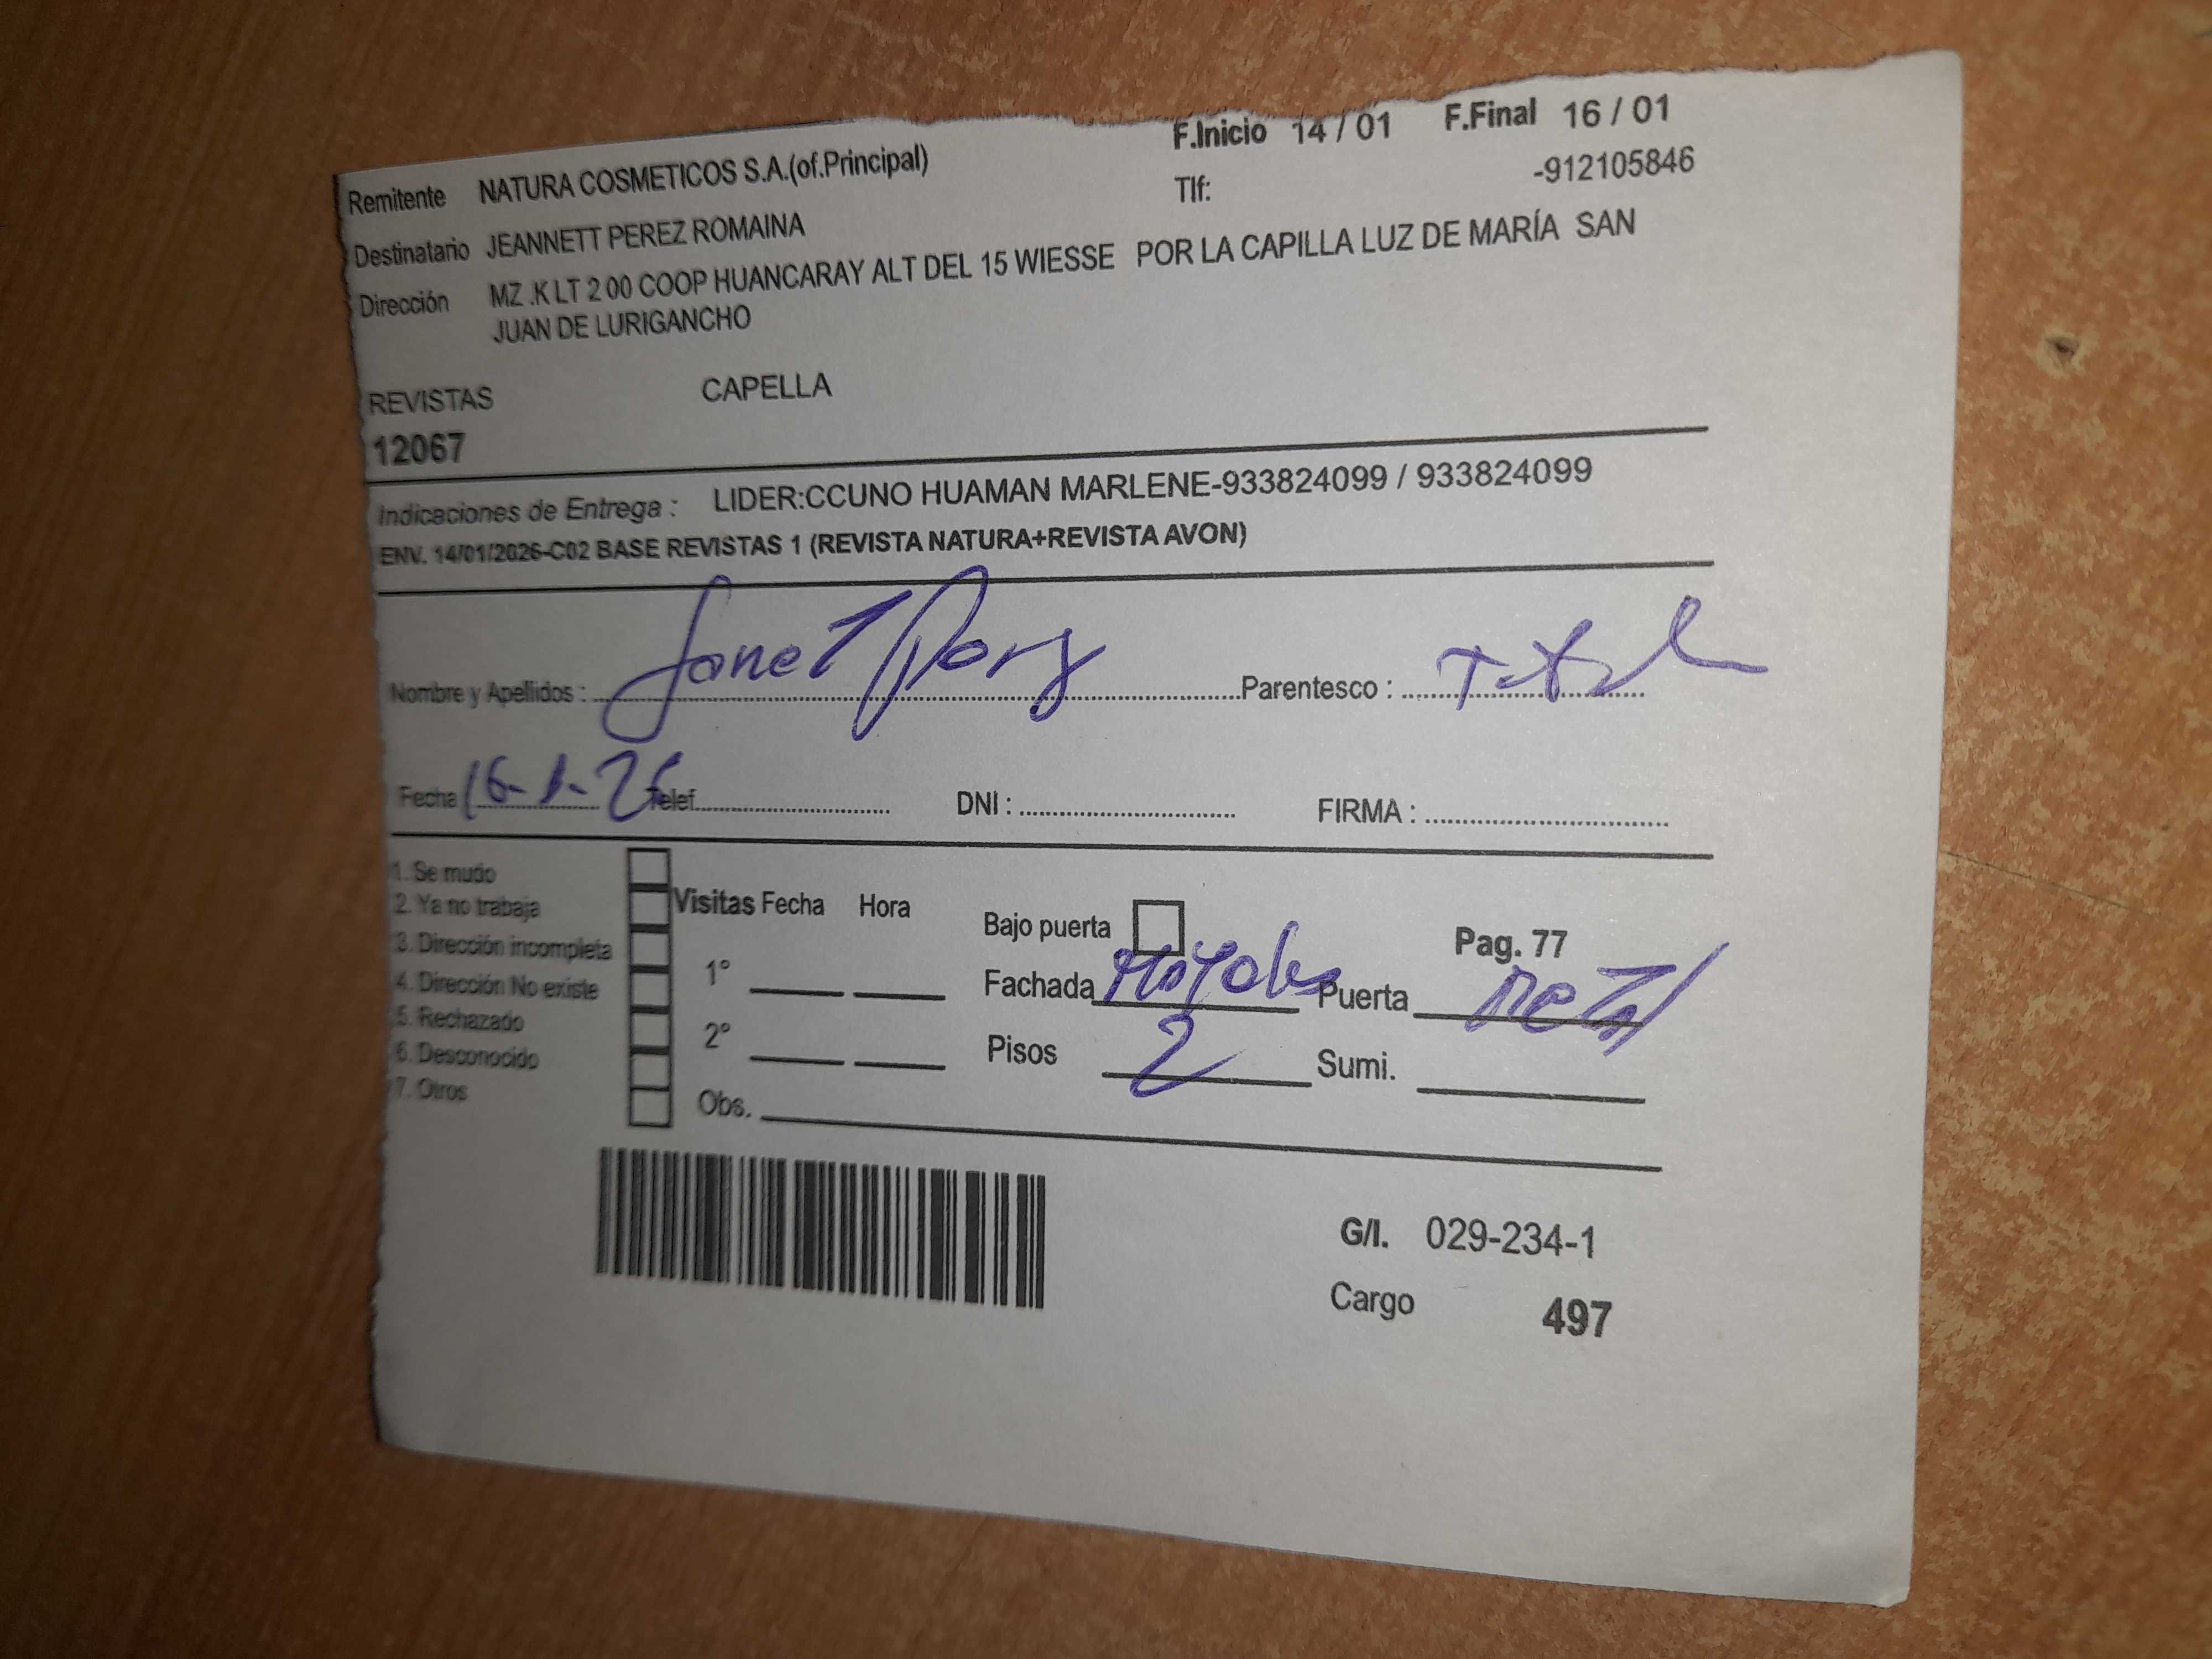 F.Inicio 14 / 01 F.Final 16 / 01
Remitente NATURA COSMETICOS S.A.(of.Principal)
Tlf: -912105846
Destinatario JEANNETT PEREZ ROMAINA
Dirección MZ .K LT 2 00 COOP HUANCARAY ALT DEL 15 WIESSE POR LA CAPILLA LUZ DE MARÍA SAN
JUAN DE LURIGANCHO
REVISTAS CAPELLA
12067
Indicaciones de Entrega : LIDER:CCUNO HUAMAN MARLENE-933824099 / 933824099
ENV. 14/01/2026-C02 BASE REVISTAS 1 (REVISTA NATURA+REVISTA AVON)
Nombre y Apellidos : Janet Parentesco :
Fecha 16-1-26 Telef. DNI : FIRMA :
1. Se mudo
2. Ya no trabaja
3. Dirección incompleta
4. Dirección No existe
5. Rechazado
6. Desconocido
7. Otros
Visitas Fecha Hora
1°
2°
Obs.
Bajo puerta Pag. 77
Fachada Puerta Metal
Pisos 2 Sumi.
G/I. 029-234-1
Cargo 497